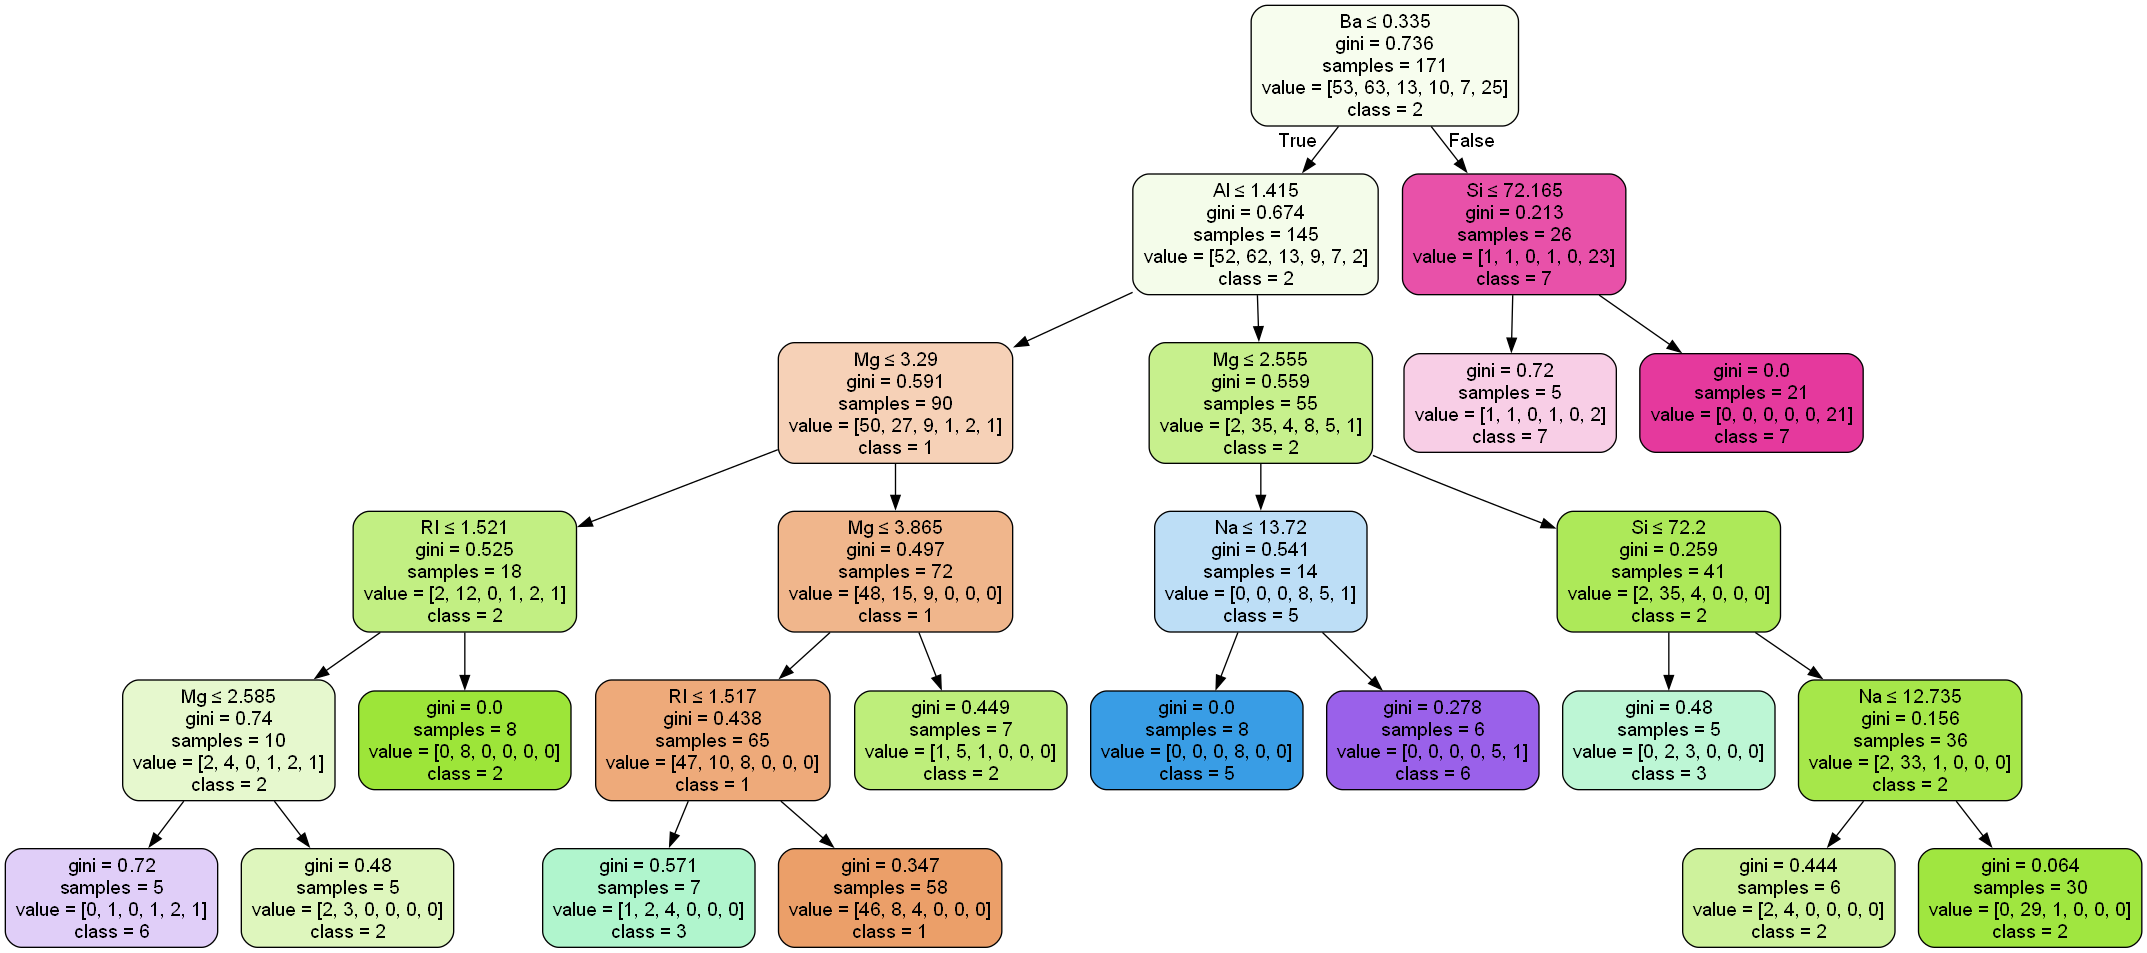 Ba ≤ 0.335
gini = 0.736
samples = 171
value = [53, 63, 13, 10, 7, 25]
class = 2
True
False
Al ≤ 1.415
gini = 0.674
samples = 145
value = [52, 62, 13, 9, 7, 2]
class = 2
Si ≤ 72.165
gini = 0.213
samples = 26
value = [1, 1, 0, 1, 0, 23]
class = 7
Mg ≤ 3.29
gini = 0.591
samples = 90
value = [50, 27, 9, 1, 2, 1]
class = 1
Mg ≤ 2.555
gini = 0.559
samples = 55
value = [2, 35, 4, 8, 5, 1]
class = 2
gini = 0.72
samples = 5
value = [1, 1, 0, 1, 0, 2]
class = 7
gini = 0.0
samples = 21
value = [0, 0, 0, 0, 0, 21]
class = 7
RI ≤ 1.521
gini = 0.525
samples = 18
value = [2, 12, 0, 1, 2, 1]
class = 2
Mg ≤ 3.865
gini = 0.497
samples = 72
value = [48, 15, 9, 0, 0, 0]
class = 1
Na ≤ 13.72
gini = 0.541
samples = 14
value = [0, 0, 0, 8, 5, 1]
class = 5
Si ≤ 72.2
gini = 0.259
samples = 41
value = [2, 35, 4, 0, 0, 0]
class = 2
Mg ≤ 2.585
gini = 0.74
samples = 10
value = [2, 4, 0, 1, 2, 1]
class = 2
gini = 0.0
samples = 8
value = [0, 8, 0, 0, 0, 0]
class = 2
RI ≤ 1.517
gini = 0.438
samples = 65
value = [47, 10, 8, 0, 0, 0]
class = 1
gini = 0.449
samples = 7
value = [1, 5, 1, 0, 0, 0]
class = 2
gini = 0.0
samples = 8
value = [0, 0, 0, 8, 0, 0]
class = 5
gini = 0.278
samples = 6
value = [0, 0, 0, 0, 5, 1]
class = 6
gini = 0.48
samples = 5
value = [0, 2, 3, 0, 0, 0]
class = 3
Na ≤ 12.735
gini = 0.156
samples = 36
value = [2, 33, 1, 0, 0, 0]
class = 2
gini = 0.72
samples = 5
value = [0, 1, 0, 1, 2, 1]
class = 6
gini = 0.48
samples = 5
value = [2, 3, 0, 0, 0, 0]
class = 2
gini = 0.571
samples = 7
value = [1, 2, 4, 0, 0, 0]
class = 3
gini = 0.347
samples = 58
value = [46, 8, 4, 0, 0, 0]
class = 1
gini = 0.444
samples = 6
value = [2, 4, 0, 0, 0, 0]
class = 2
gini = 0.064
samples = 30
value = [0, 29, 1, 0, 0, 0]
class = 2